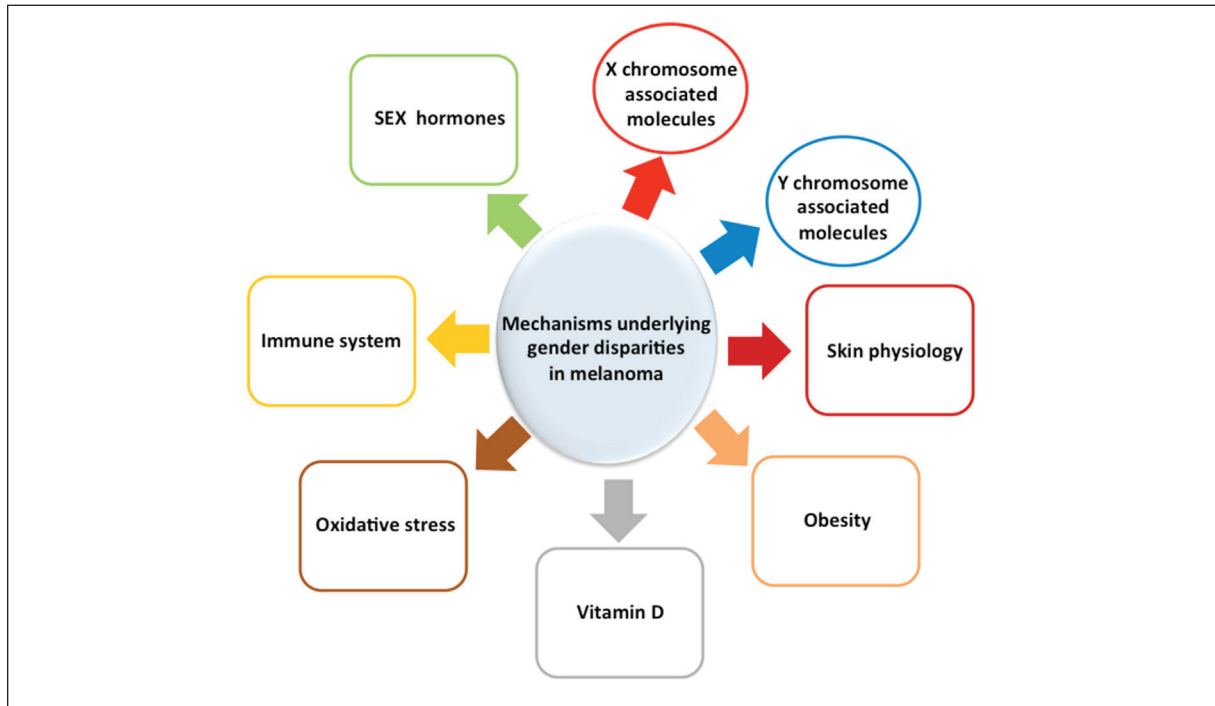 X chromosome
associated
molecules
SEX hormones
Y chromosome
associated
molecules
Mechanisms underlying
gender disparities
in melanoma
Immune system
Skin physiology
Oxidative stress
Obesity
Vitamin D